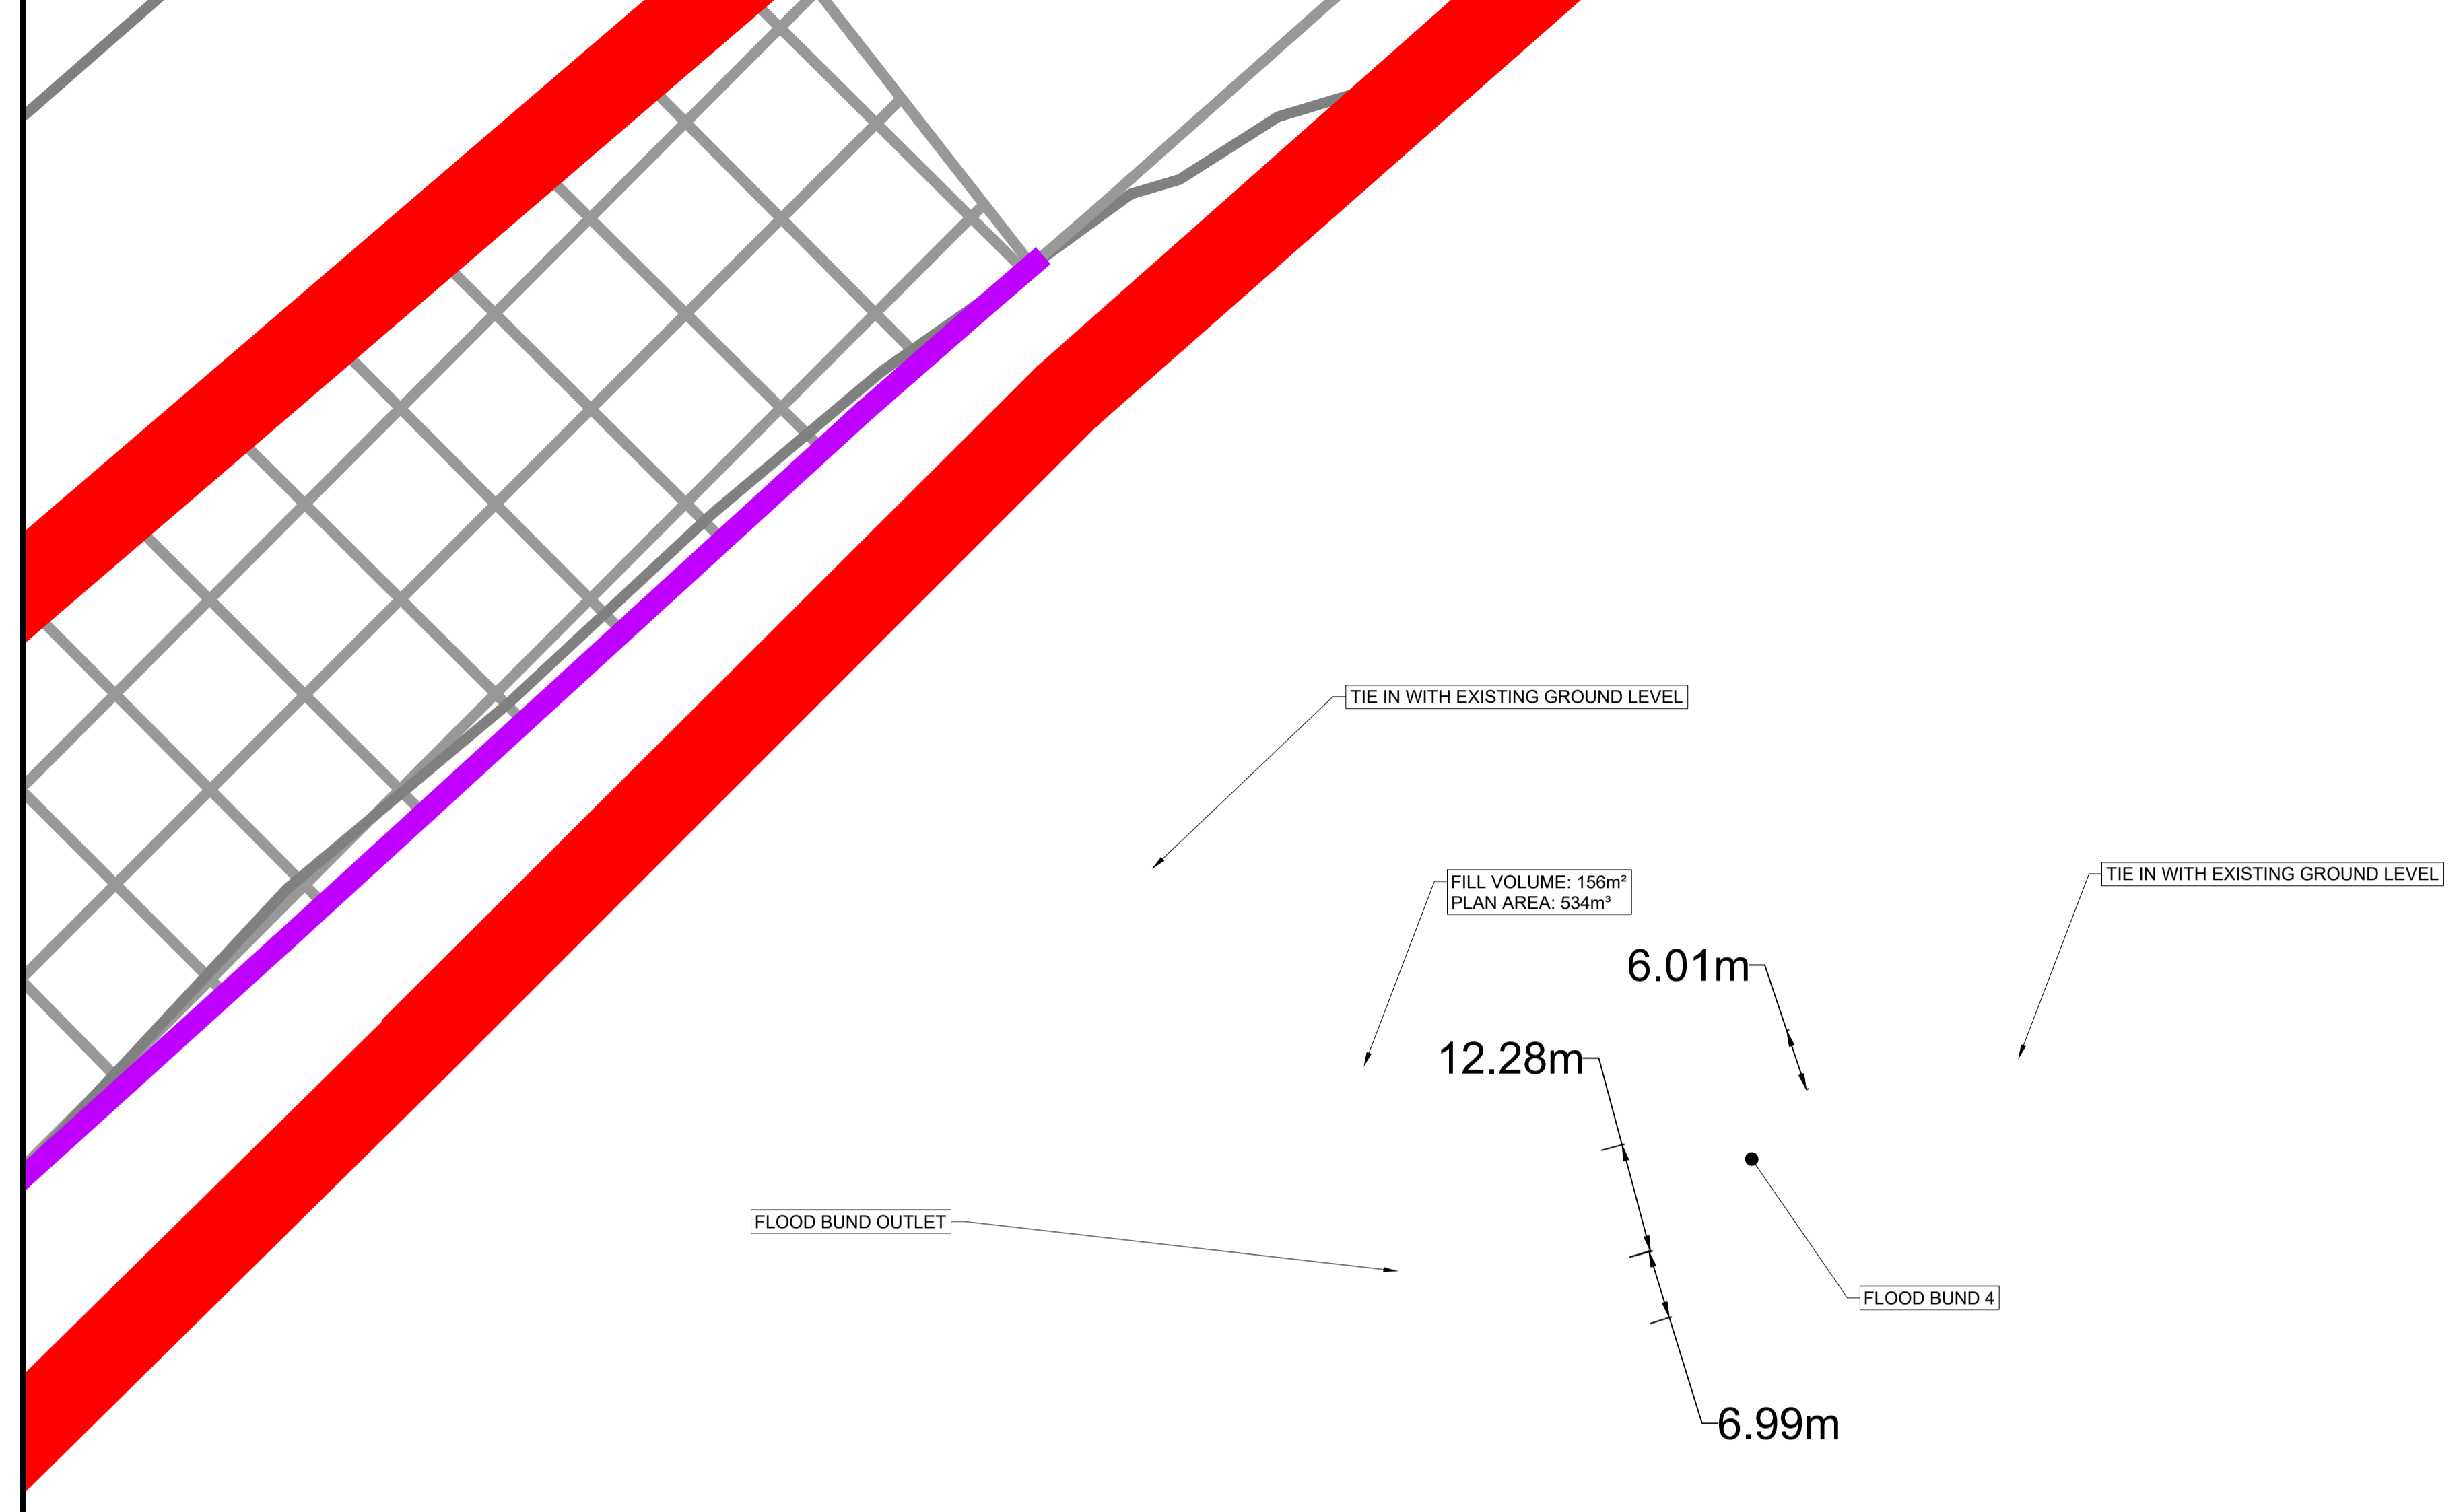 TIE IN WITH EXISTING GROUND LEVEL
FILL VOLUME: 156m²
PLAN AREA: 534m³
TIE IN WITH EXISTING GROUND LEVEL
6.01m
12.28m
FLOOD BUND OUTLET
FLOOD BUND 4
6.99m